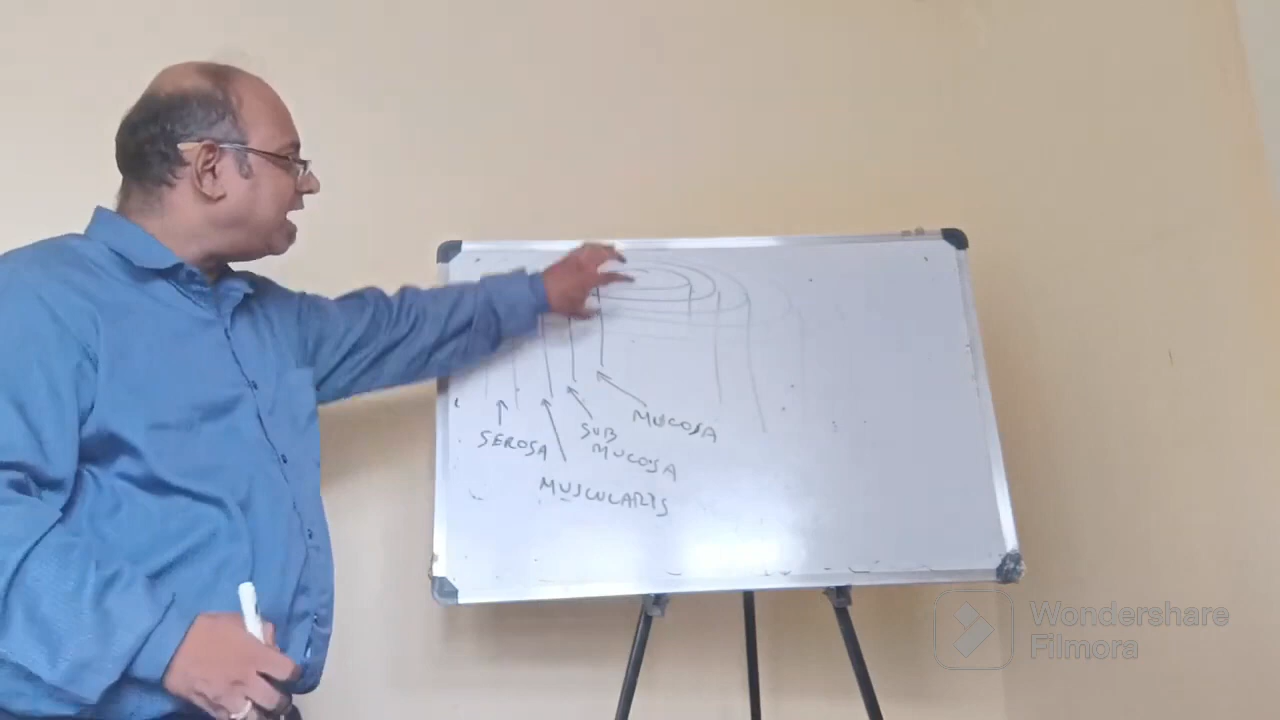 MUCOSA
SUB
MUCOSA
SEROSA
MUSCULARIS
Wondershare
Filmora